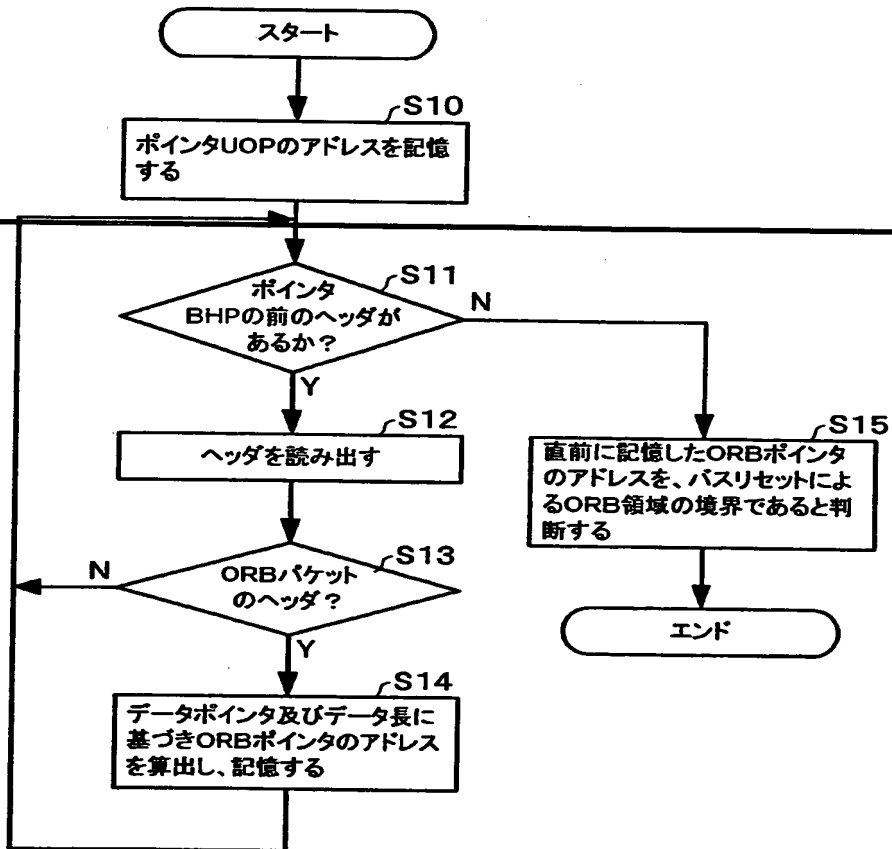 スタート
S10
ポインタUOPのアドレスを記憶
する
S11
ポインタ
BHPの前のヘッダが
あるか?
N
Y
S12
ヘッダを読み出す
S15
直前に記憶したORBポインタ
のアドレスを、バスリセットによ
るORB領域の境界であると判
断する
S13
ORBパケット
のヘッダ?
N
Y
エンド
S14
データポインタ及びデータ長に
基づきORBポインタのアドレス
を算出し、記憶する